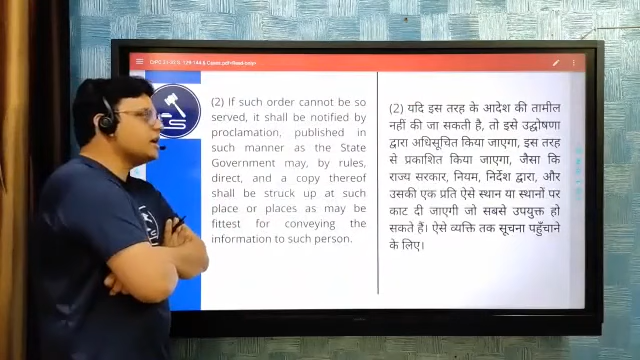 (2) If such order cannot be so
served, it shall be notified by
proclamation, published in
such manner as the State
Government may, by rules,
direct, and a copy thereof
shall be struck up at such
place or places as may be
fittest for conveying the
information to such person.
(2) यदि इस तरह के आदेश की तामील
नहीं की जा सकती है, तो इसे उद्घोषणा
द्वारा अधिसूचित किया जाएगा, इस तरह
से प्रकाशित किया जाएगा, जैसा कि
राज्य सरकार, नियम, निर्देश द्वारा, और
उसकी एक प्रति ऐसे स्थान या स्थानों पर
काट दी जाएगी जो सबसे उपयुक्त हो
सकते हैं। ऐसे व्यक्ति तक सूचना पहुँचाने
के लिए।